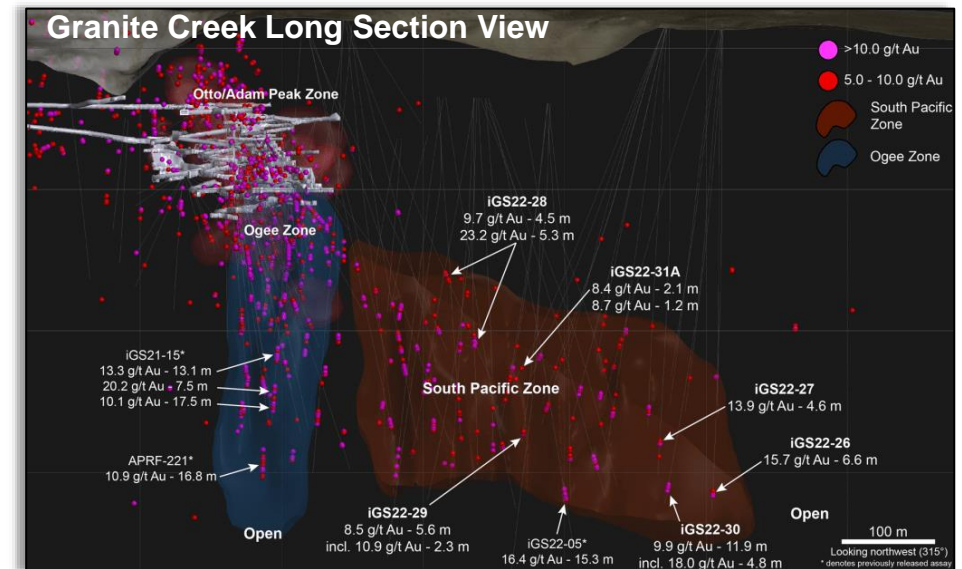 Granite Creek Long Section View
>10.0 g/t Au
5.0 - 10.0 g/t Au
South Pacific
Zone
Ogee Zone
Otto/Adam Peak Zone
Ogee Zone
iGS22-28
9.7 g/t Au - 4.5 m
23.2 g/t Au - 5.3 m
iGS22-31A
8.4 g/t Au - 2.1 m
8.7 g/t Au - 1.2 m
iGS21-15*
13.3 g/t Au - 13.1 m
20.2 g/t Au - 7.5 m
10.1 g/t Au - 17.5 m
South Pacific Zone
iGS22-27
13.9 g/t Au - 4.6 m
iGS22-26
15.7 g/t Au - 6.6 m
APRF-221*
10.9 g/t Au - 16.8 m
Open
iGS22-29
8.5 g/t Au - 5.6 m
incl. 10.9 g/t Au - 2.3 m
iGS22-05*
16.4 g/t Au - 15.3 m
iGS22-30
9.9 g/t Au - 11.9 m
incl. 18.0 g/t Au - 4.8 m
Open
100 m
Looking northwest (315°)
* denotes previously released assay